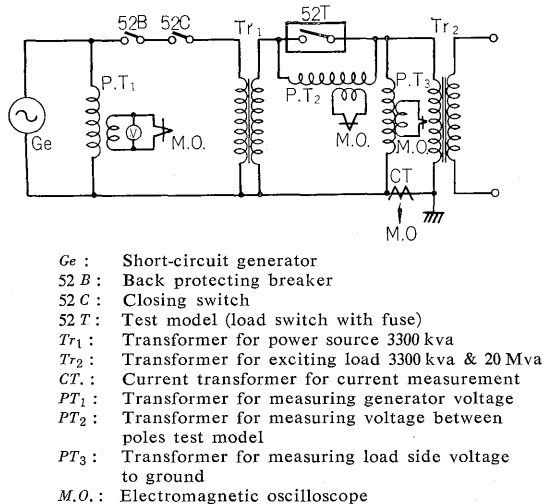 52B 52C Tr1 52T Tr2
P.T1 P.T2 P.T3
Ge V M.O. M.O. M.O.
CT
M.O
Ge : Short-circuit generator
52 B : Back protecting breaker
52 C : Closing switch
52 T : Test model (load switch with fuse)
Tr1 : Transformer for power source 3300 kva
Tr2 : Transformer for exciting load 3300 kva & 20 Mva
CT. : Current transformer for current measurement
PT1 : Transformer for measuring generator voltage
PT2 : Transformer for measuring voltage between
poles test model
PT3 : Transformer for measuring load side voltage
to ground
M.O. : Electromagnetic oscilloscope